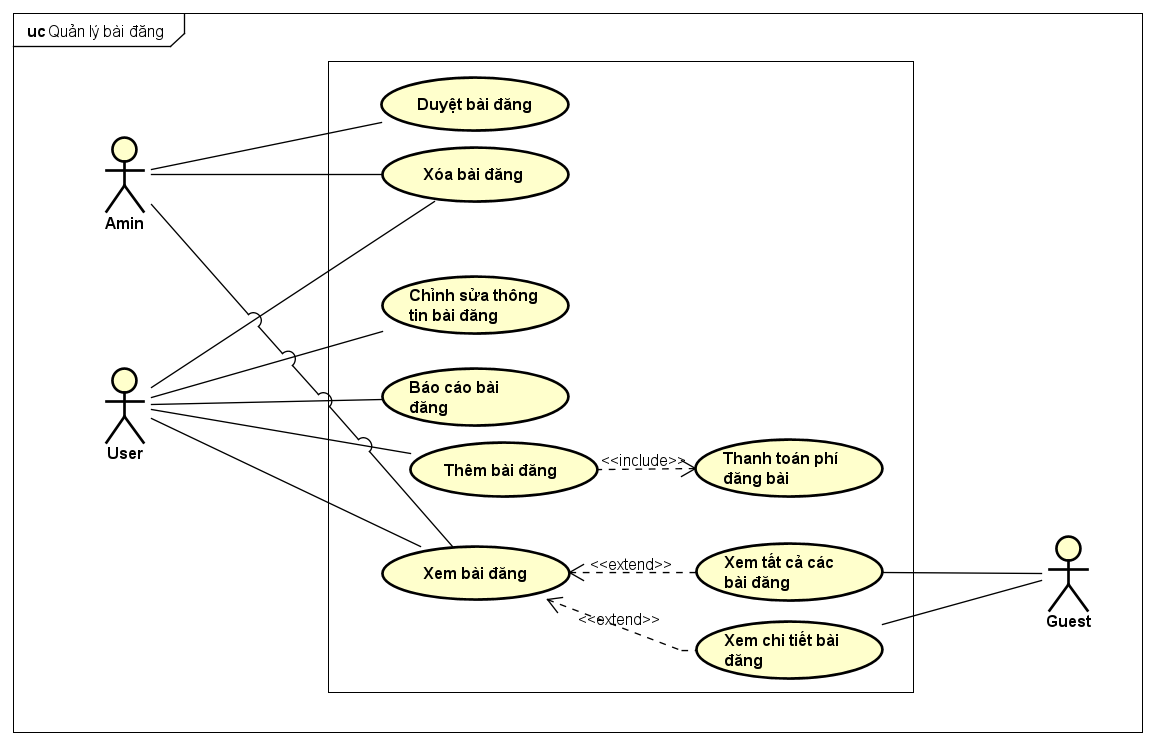 uc Quản lý bài đăng
Duyệt bài đăng
Xóa bài đăng
Amin
Chỉnh sửa thông
tin bài đăng
Báo cáo bài
đăng
User
Thêm bài đăng
<<include>>
Thanh toán phí
đăng bài
Xem bài đăng
<<extend>>
Xem tất cả các
bài đăng
<<extend>>
Xem chi tiết bài
đăng
Guest